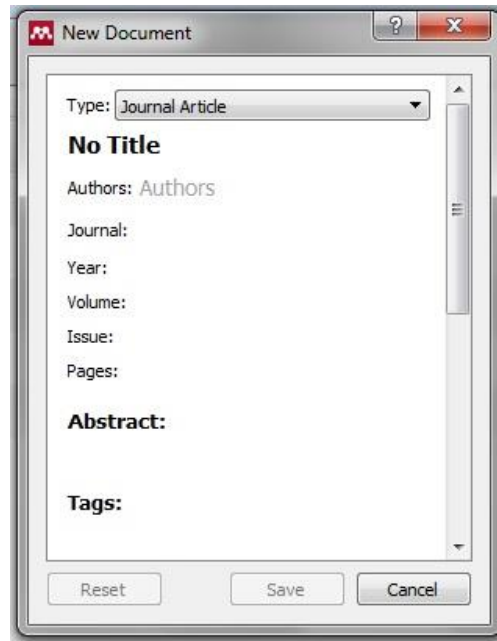 New Document
Type: Journal Article
No Title
Authors: Authors
Journal:
Year:
Volume:
Issue:
Pages:
Abstract:
Tags:
Reset Save Cancel